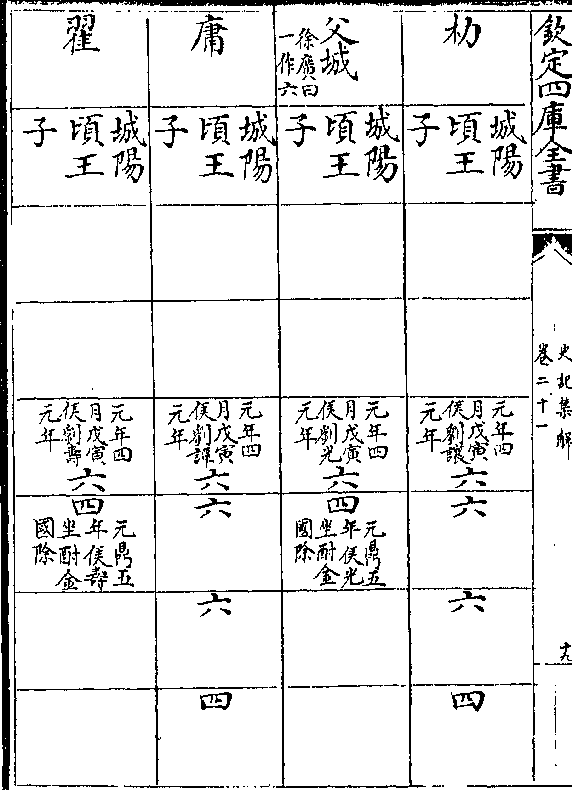 欽定四庫全書
史記集解
卷二十一
十九
朸
城陽
頃王
子
元年四
月戊寅
侯劉讓
元年
六
六
六
四
父城
徐廣曰
一作六
城陽
頃王
子
元年四
月戊寅
侯劉光
元年
六
四
元鼎五
年侯光
坐酎金
國除
庸
城陽
頃王
子
元年四
月戊寅
侯劉譚
元年
六
六
六
四
翟
城陽
頃王
子
元年四
月戊寅
侯劉壽
元年
六
四
元鼎五
年侯壽
坐酎金
國除